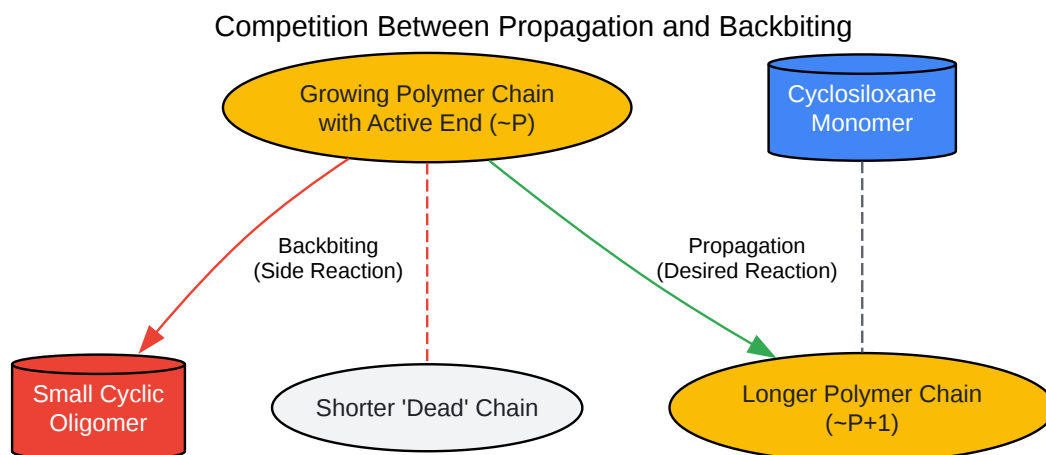 Competition Between Propagation and Backbiting
Growing Polymer Chain
with Active End (~P)
Cyclosiloxane
Monomer
Backbiting
(Side Reaction)
Propagation
(Desired Reaction)
Small Cyclic
Oligomer
Shorter 'Dead' Chain
Longer Polymer Chain
(~P+1)